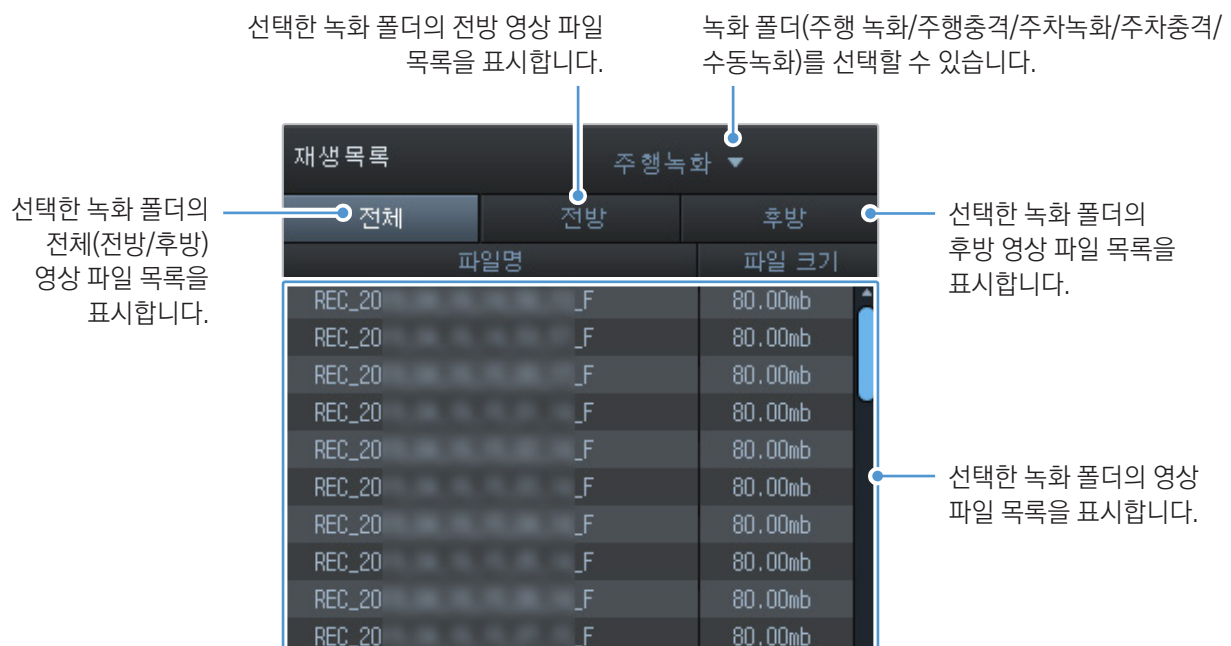 선택한 녹화 폴더의 전방 영상 파일
목록을 표시합니다.
녹화 폴더(주행 녹화/주행충격/주차녹화/주차충격/
수동녹화)를 선택할 수 있습니다.
재생목록 주행녹화 ▼
선택한 녹화 폴더의
전체(전방/후방)
영상 파일 목록을
표시합니다.
전체 전방 후방
선택한 녹화 폴더의
후방 영상 파일 목록을
표시합니다.
파일명 파일 크기
REC_20 _F 80.00mb
REC_20 _F 80.00mb
REC_20 _F 80.00mb
REC_20 _F 80.00mb
REC_20 _F 80.00mb
REC_20 _F 80.00mb
REC_20 _F 80.00mb
REC_20 _F 80.00mb
REC_20 _F 80.00mb
REC_20 _F 80.00mb
선택한 녹화 폴더의 영상
파일 목록을 표시합니다.